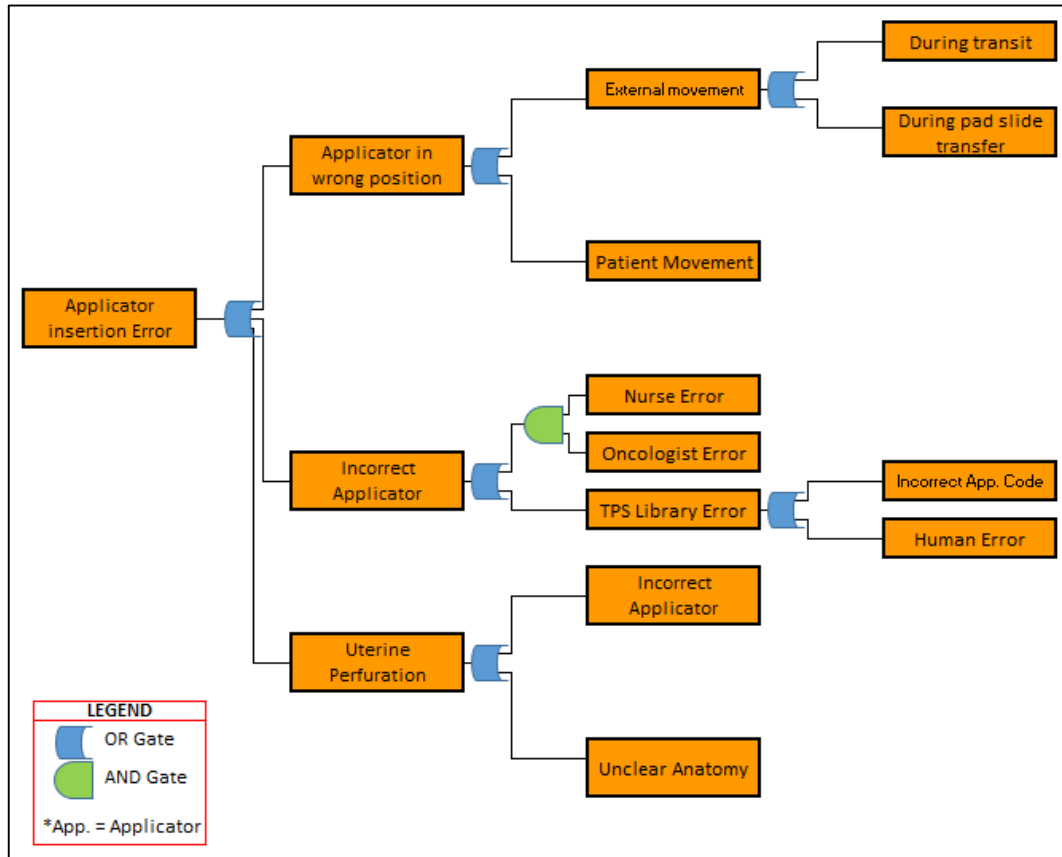 During transit
External movement
During pad slide
transfer
Applicator in
wrong position
Patient Movement
Applicator
insertion Error
Nurse Error
Oncologist Error
Incorrect
Applicator
TPS Library Error
Incorrect App. Code
Human Error
Incorrect
Applicator
Uterine
Perfuration
Unclear Anatomy
LEGEND
OR Gate
AND Gate
*App. = Applicator